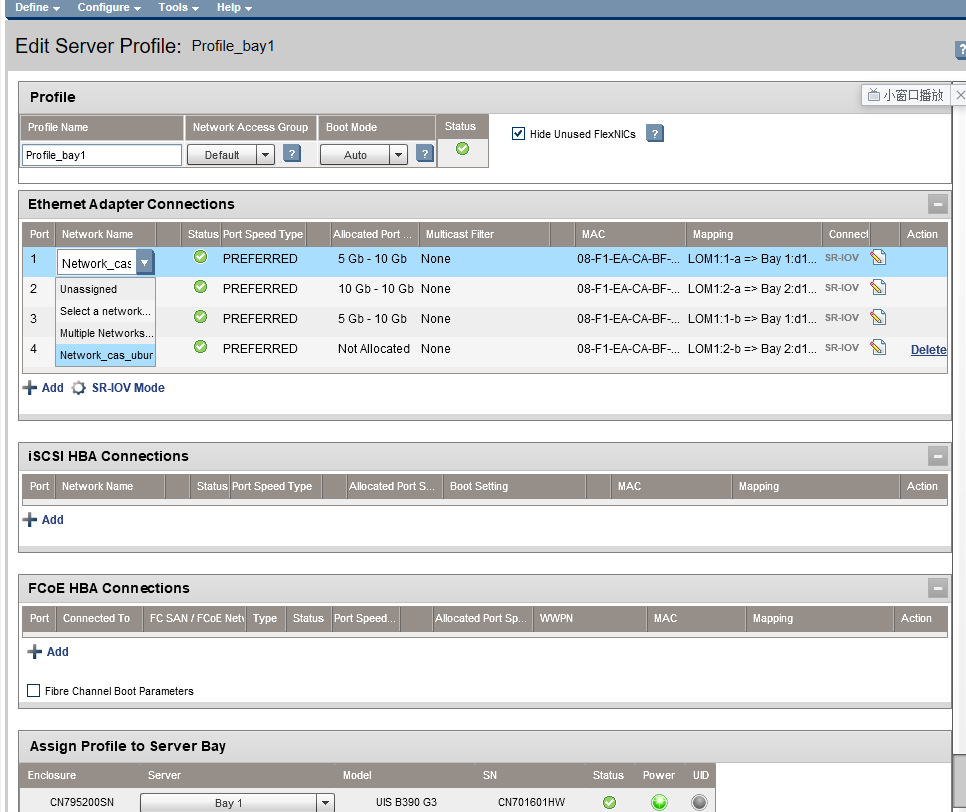 Define Configure Tools Help
Edit Server Profile: Profile_bay1
?
Profile
小窗口播放
Profile Name Network Access Group Boot Mode Status
Hide Unused FlexNICs ?
Profile_bay1 Default ? Auto ?
Ethernet Adapter Connections
Port Network Name Status Port Speed Type Allocated Port ... Multicast Filter MAC Mapping Connect Action
1 Network_cas PREFERRED 5 Gb - 10 Gb None 08-F1-EA-CA-BF-... LOM1:1-a => Bay 1:d1... SR-IOV
2 Unassigned PREFERRED 10 Gb - 10 Gb None 08-F1-EA-CA-BF-... LOM1:2-a => Bay 2:d1... SR-IOV
Select a network...
3 PREFERRED 5 Gb - 10 Gb None 08-F1-EA-CA-BF-... LOM1:1-b => Bay 1:d1... SR-IOV
Multiple Networks...
4 Network_cas_ubur PREFERRED Not Allocated None 08-F1-EA-CA-BF-... LOM1:2-b => Bay 2:d1... SR-IOV Delete
Add SR-IOV Mode
iSCSI HBA Connections
Port Network Name Status Port Speed Type Allocated Port S... Boot Setting MAC Mapping Action
Add
FCoE HBA Connections
Port Connected To FC SAN / FCoE Netw Type Status Port Speed... Allocated Port Sp... WWPN MAC Mapping Action
Add
Fibre Channel Boot Parameters
Assign Profile to Server Bay
Enclosure Server Model SN Status Power UID
CN795200SN Bay 1 UIS B390 G3 CN701601HW